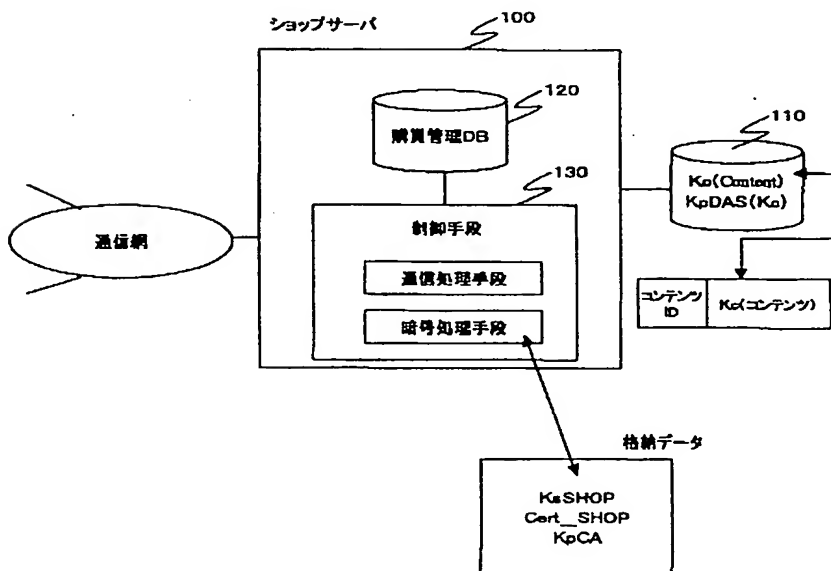 ショップサーバ
100
120
購買管理DB
110
Kc(Content)
KpDAS(Kc)
130
制御手段
通信網
通信処理手段
コンテンツ
ID
Kc(コンテンツ)
暗号処理手段
格納データ
KsSHOP
Cert_SHOP
KpCA